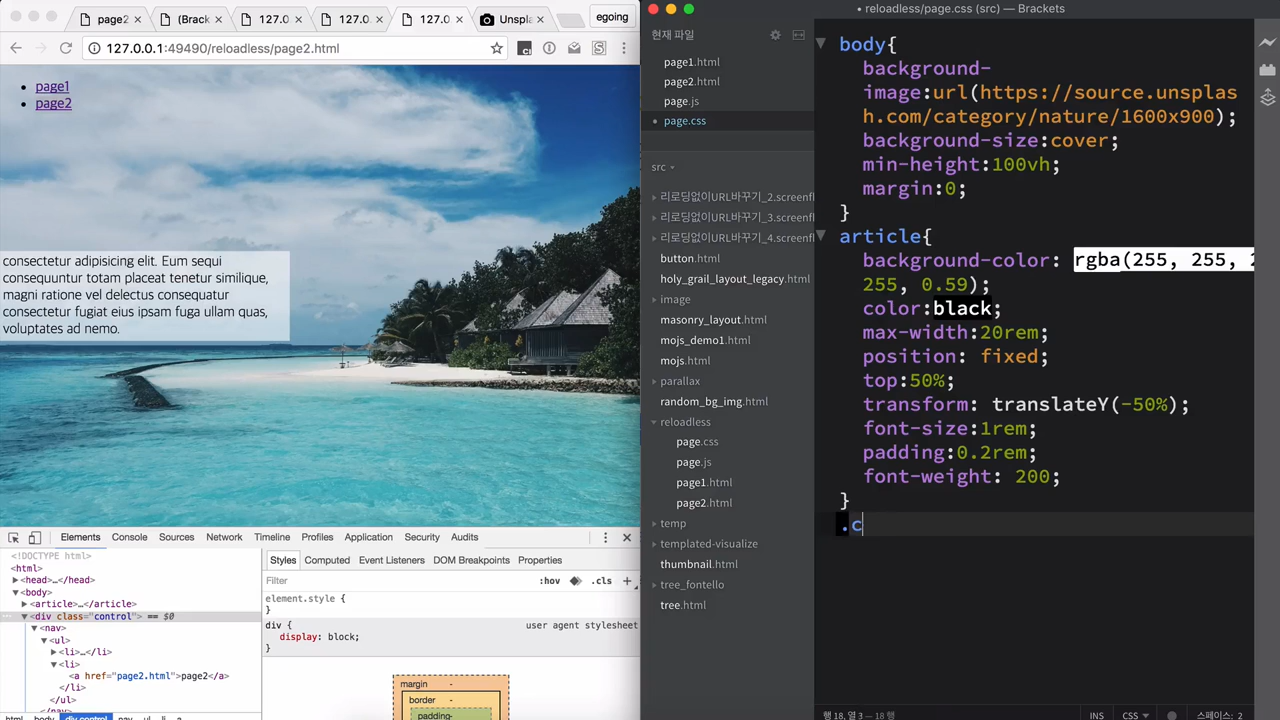 page2
(Brack
127.0
127.0
127.0
Unspla
egoing
127.0.0.1:49490/reloadless/page2.html
page1
page2
consectetur adipisicing elit. Eum sequi
consequuntur totam placeat tenetur similique,
magni ratione vel delectus consequatur
consectetur fugiat eius ipsam fuga ullam quas,
voluptates ad nemo.
Elements Console Sources Network Timeline Profiles Application Security Audits
<!DOCTYPE html>
<html>
<head>…</head>
<body>
<article>…</article>
<div class="control"> == $0
<nav>
<ul>
<li>…</li>
<li>
<a href="page2.html">page2</a>
</li>
</ul>
</nav>
html body div.control nav ul li a
Styles Computed Event Listeners DOM Breakpoints Properties
Filter
:hov .cls +
element.style {
}
div { user agent stylesheet
display: block;
}
margin -
border -
padding-
• reloadless/page.css (src) — Brackets
현재 파일
page1.html
page2.html
page.js
page.css
src
리로딩없이URL바꾸기_2.screenfl
리로딩없이URL바꾸기_3.screenfl
리로딩없이URL바꾸기_4.screenfl
button.html
holy_grail_layout_legacy.html
image
masonry_layout.html
mojs_demo1.html
mojs.html
parallax
random_bg_img.html
reloadless
page.css
page.js
page1.html
page2.html
temp
templated-visualize
thumbnail.html
tree_fontello
tree.html
body{
background-
image:url(https://source.unsplas
h.com/category/nature/1600x900);
background-size:cover;
min-height:100vh;
margin:0;
}
article{
background-color: rgba(255, 255, 2
255, 0.59);
color:black;
max-width:20rem;
position: fixed;
top:50%;
transform: translateY(-50%);
font-size:1rem;
padding:0.2rem;
font-weight: 200;
}
.c
행 18, 열 3 — 18 행
INS CSS 스페이스: 2